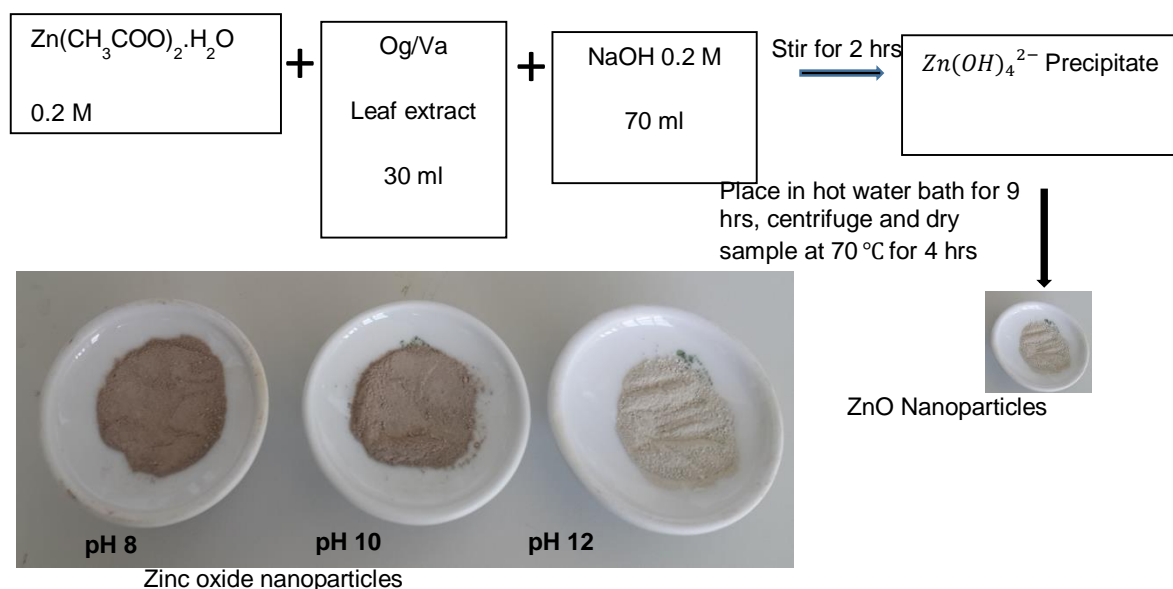 Zn(CH₃COO)₂.H₂O
0.2 M
+
Og/Va
Leaf extract
30 ml
+
NaOH 0.2 M
70 ml
Stir for 2 hrs
Zn(OH)₄²⁻ Precipitate
Place in hot water bath for 9
hrs, centrifuge and dry
sample at 70 ℃ for 4 hrs
ZnO Nanoparticles
pH 8
pH 10
pH 12
Zinc oxide nanoparticles